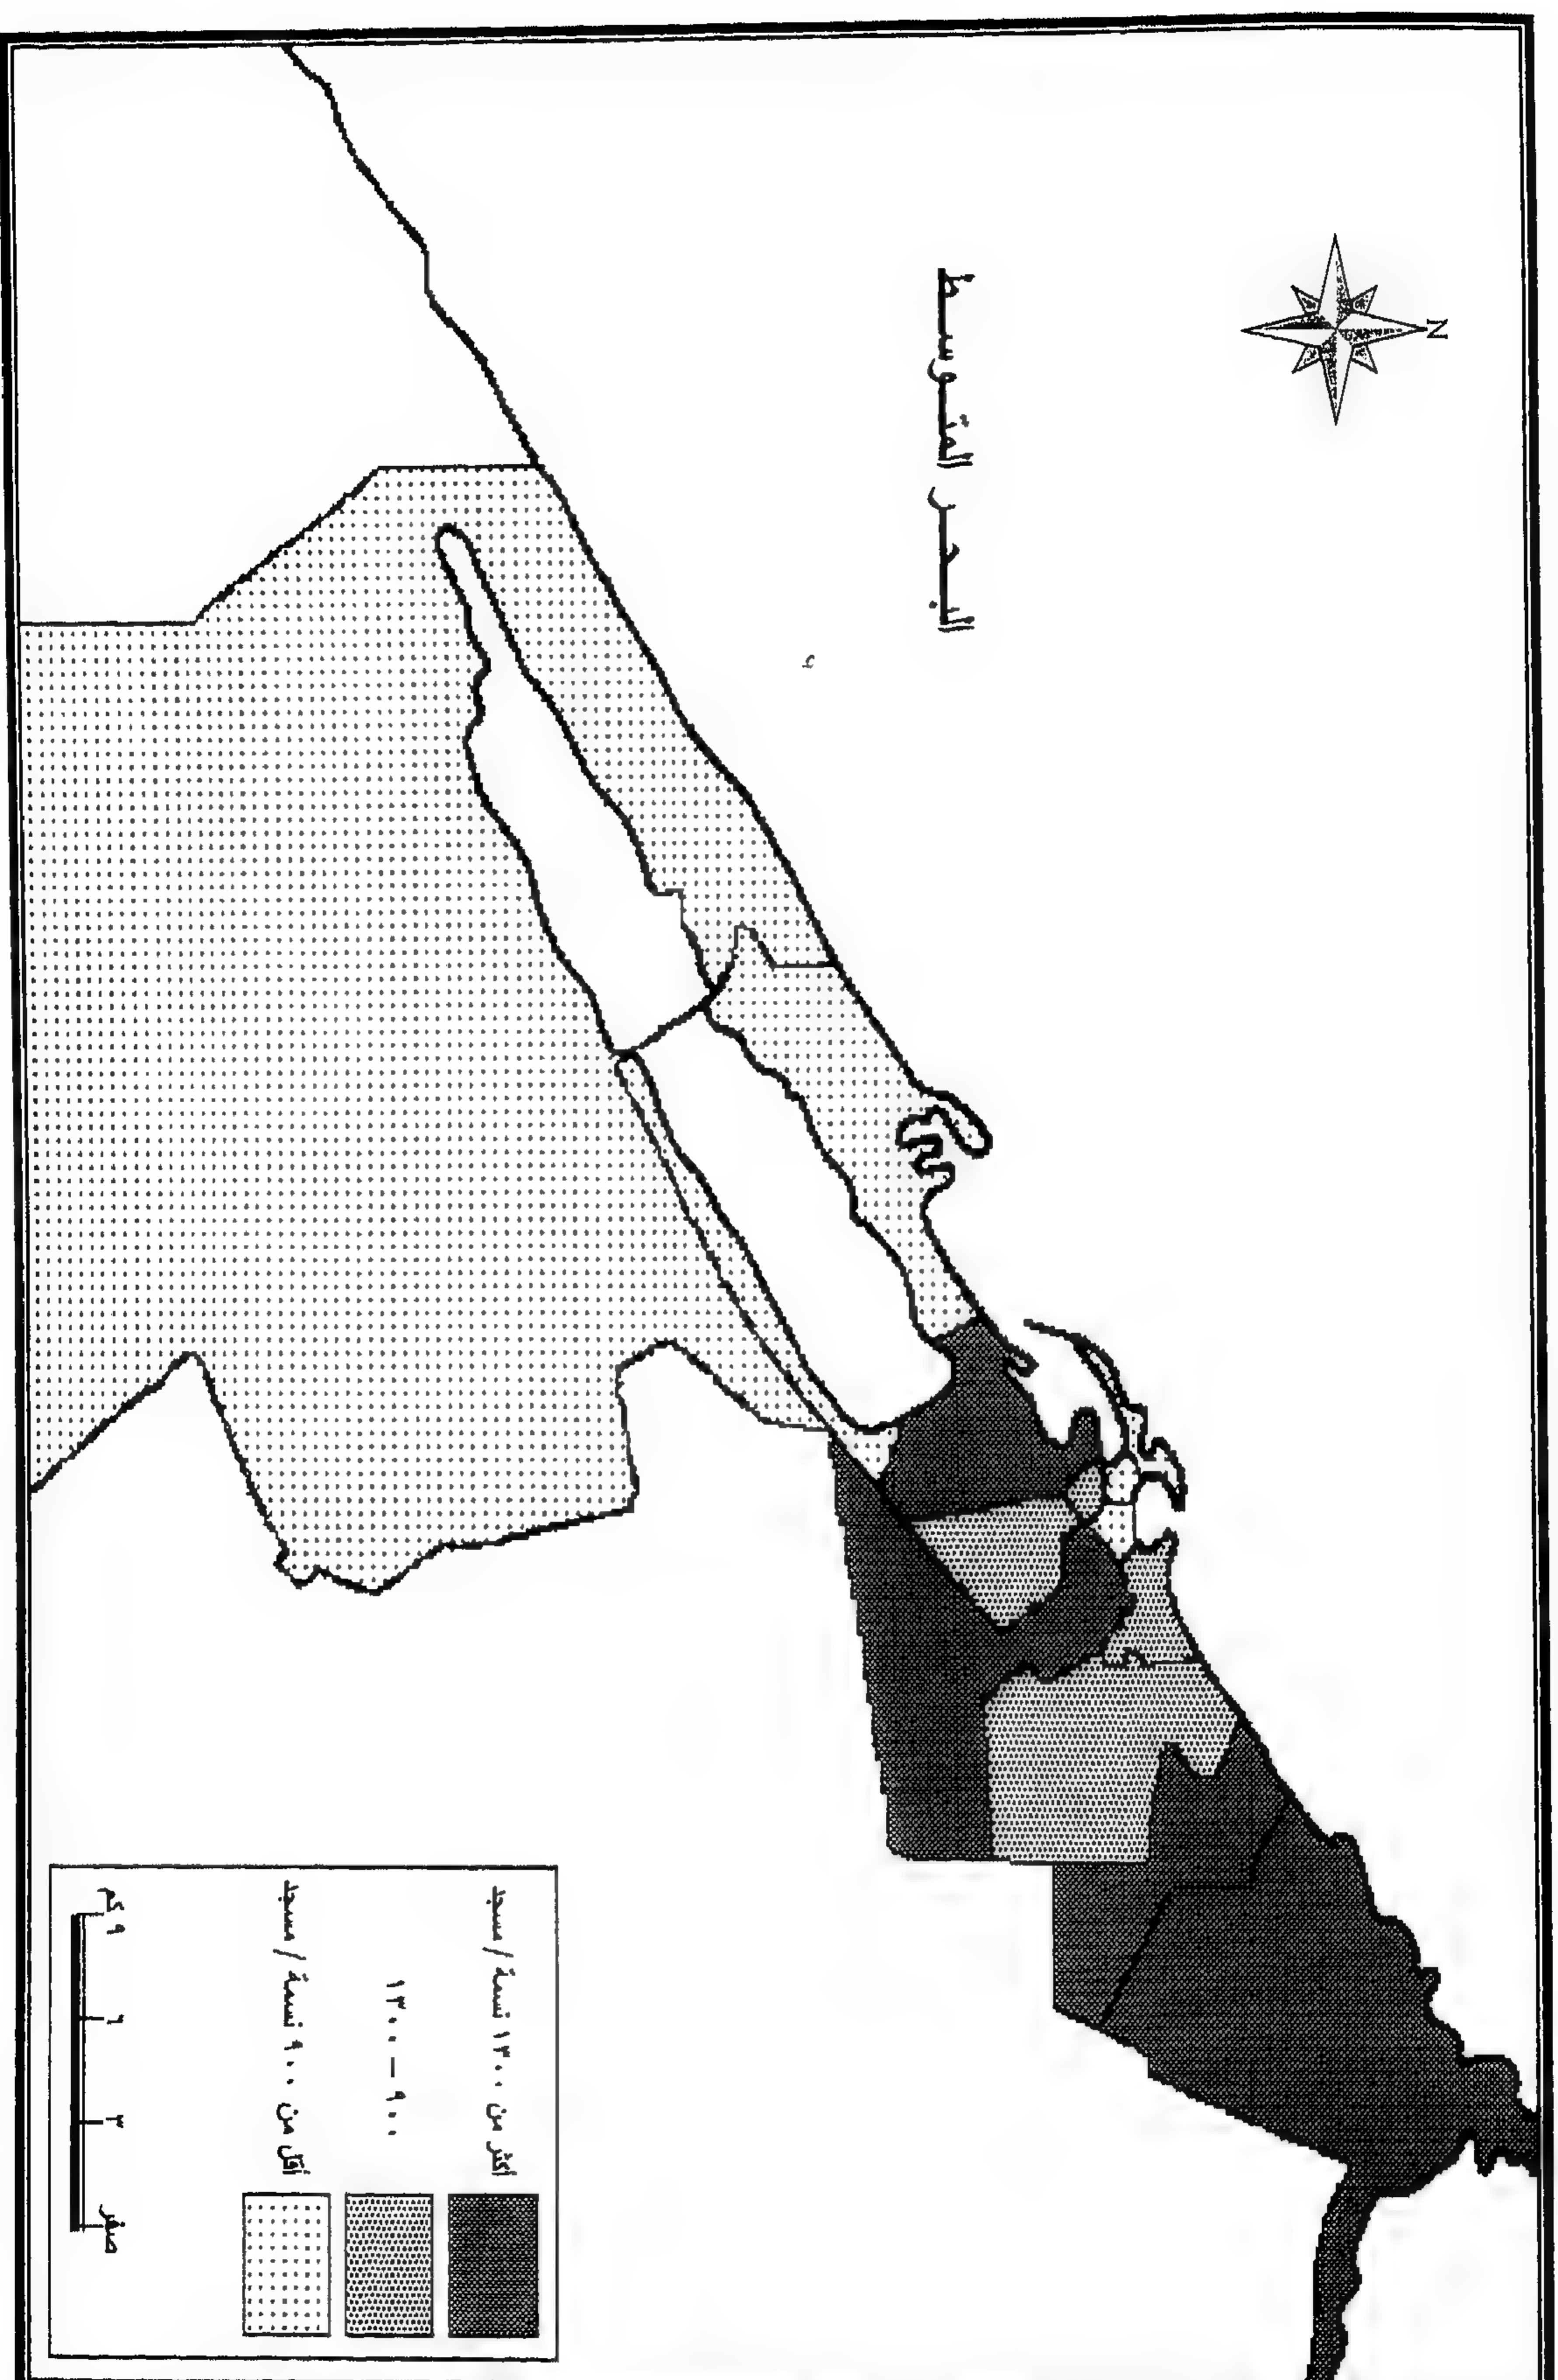 N
البحر المتوسط
أكثر من ١٣٠٠ نسمة / مسجد
٩٠٠ – ١٣٠٠
أقل من ٩٠٠ نسمة / مسجد
صفر ٣ ٦ ٩ كم